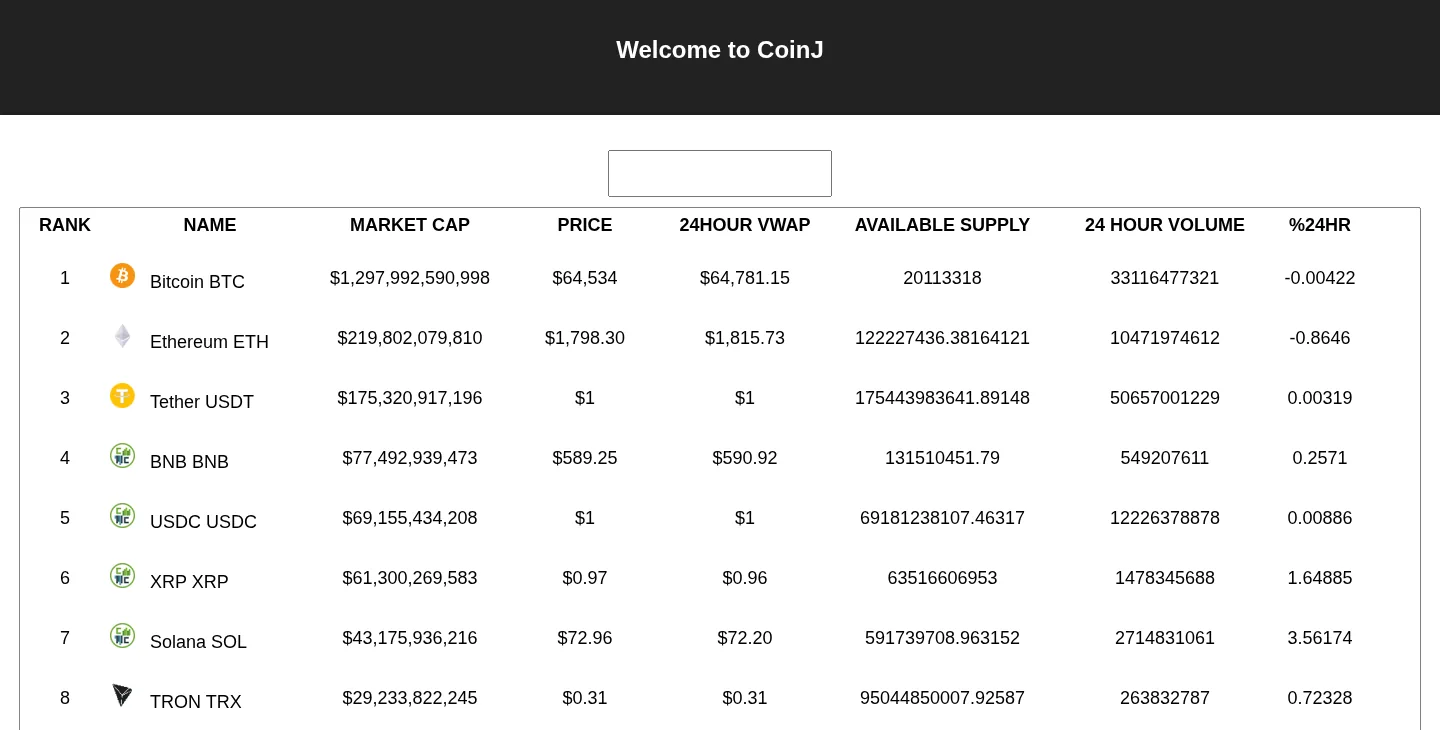 Welcome to CoinJ
RANK NAME MARKET CAP PRICE 24HOUR VWAP AVAILABLE SUPPLY 24 HOUR VOLUME %24HR
1 Bitcoin BTC $1,297,992,590,998 $64,534 $64,781.15 20113318 33116477321 -0.00422
2 Ethereum ETH $219,802,079,810 $1,798.30 $1,815.73 122227436.38164121 10471974612 -0.8646
3 Tether USDT $175,320,917,196 $1 $1 175443983641.89148 50657001229 0.00319
4 BNB BNB $77,492,939,473 $589.25 $590.92 131510451.79 549207611 0.2571
5 USDC USDC $69,155,434,208 $1 $1 69181238107.46317 12226378878 0.00886
6 XRP XRP $61,300,269,583 $0.97 $0.96 63516606953 1478345688 1.64885
7 Solana SOL $43,175,936,216 $72.96 $72.20 591739708.963152 2714831061 3.56174
8 TRON TRX $29,233,822,245 $0.31 $0.31 95044850007.92587 263832787 0.72328